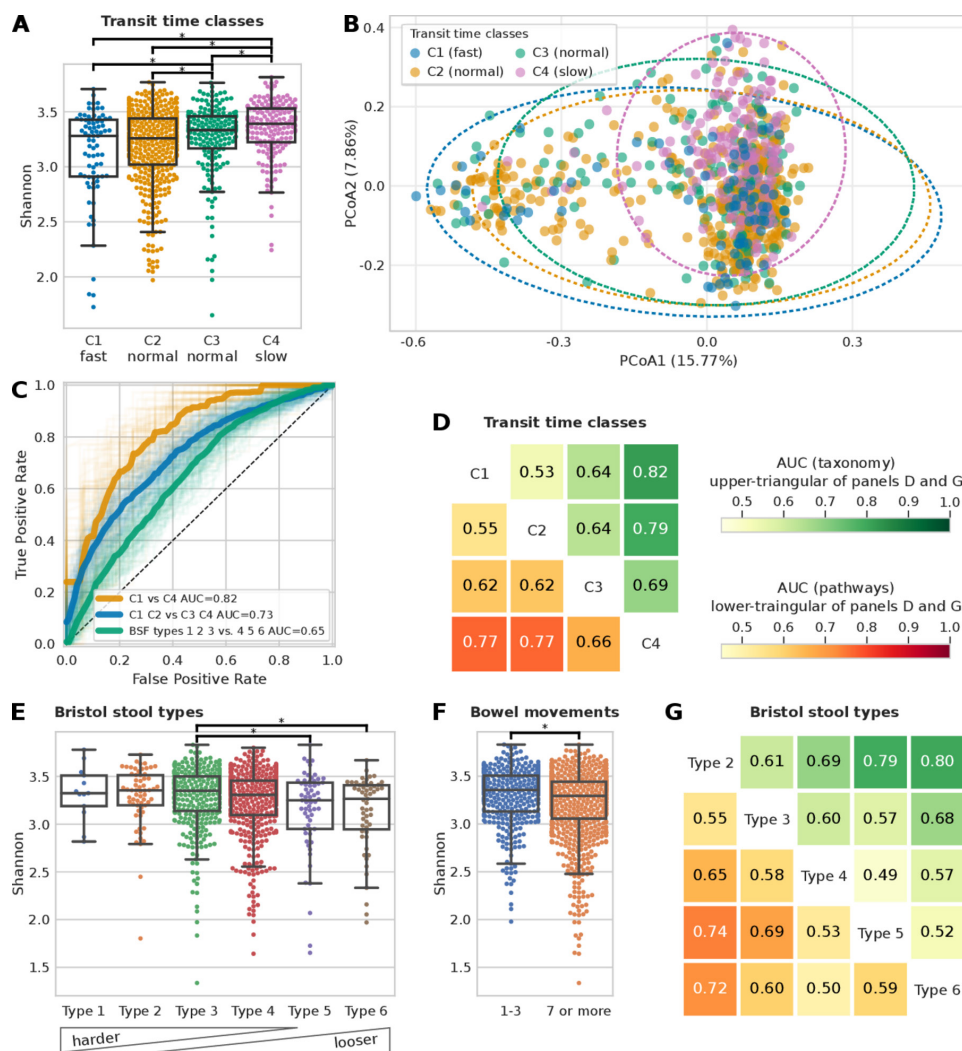 A
Transit time classes
*
*
*
*
*
Shannon
3.5
3.0
2.5
2.0
C1 C2 C3 C4
fast normal normal slow
B
Transit time classes
C1 (fast) C3 (normal)
C2 (normal) C4 (slow)
PCoA2 (7.86%)
0.4
0.2
0.0
-0.2
-0.6 -0.3 0.0 0.3
PCoA1 (15.77%)
C
True Positive Rate
1.0
0.8
0.6
0.4
0.2
0.0
C1 vs C4 AUC=0.82
C1 C2 vs C3 C4 AUC=0.73
BSF types 1 2 3 vs. 4 5 6 AUC=0.65
0.0 0.2 0.4 0.6 0.8 1.0
False Positive Rate
D
Transit time classes
C1 0.53 0.64 0.82
0.55 C2 0.64 0.79
0.62 0.62 C3 0.69
0.77 0.77 0.66 C4
AUC (taxonomy)
upper-triangular of panels D and G
0.5 0.6 0.7 0.8 0.9 1.0
AUC (pathways)
lower-traingular of panels D and G
0.5 0.6 0.7 0.8 0.9 1.0
E
Bristol stool types
*
*
Shannon
3.5
3.0
2.5
2.0
1.5
Type 1 Type 2 Type 3 Type 4 Type 5 Type 6
harder
looser
F
Bowel movements
*
Shannon
3.5
3.0
2.5
2.0
1.5
1-3 7 or more
G
Bristol stool types
Type 2 0.61 0.69 0.79 0.80
0.55 Type 3 0.60 0.57 0.68
0.65 0.58 Type 4 0.49 0.57
0.74 0.69 0.53 Type 5 0.52
0.72 0.60 0.50 0.59 Type 6